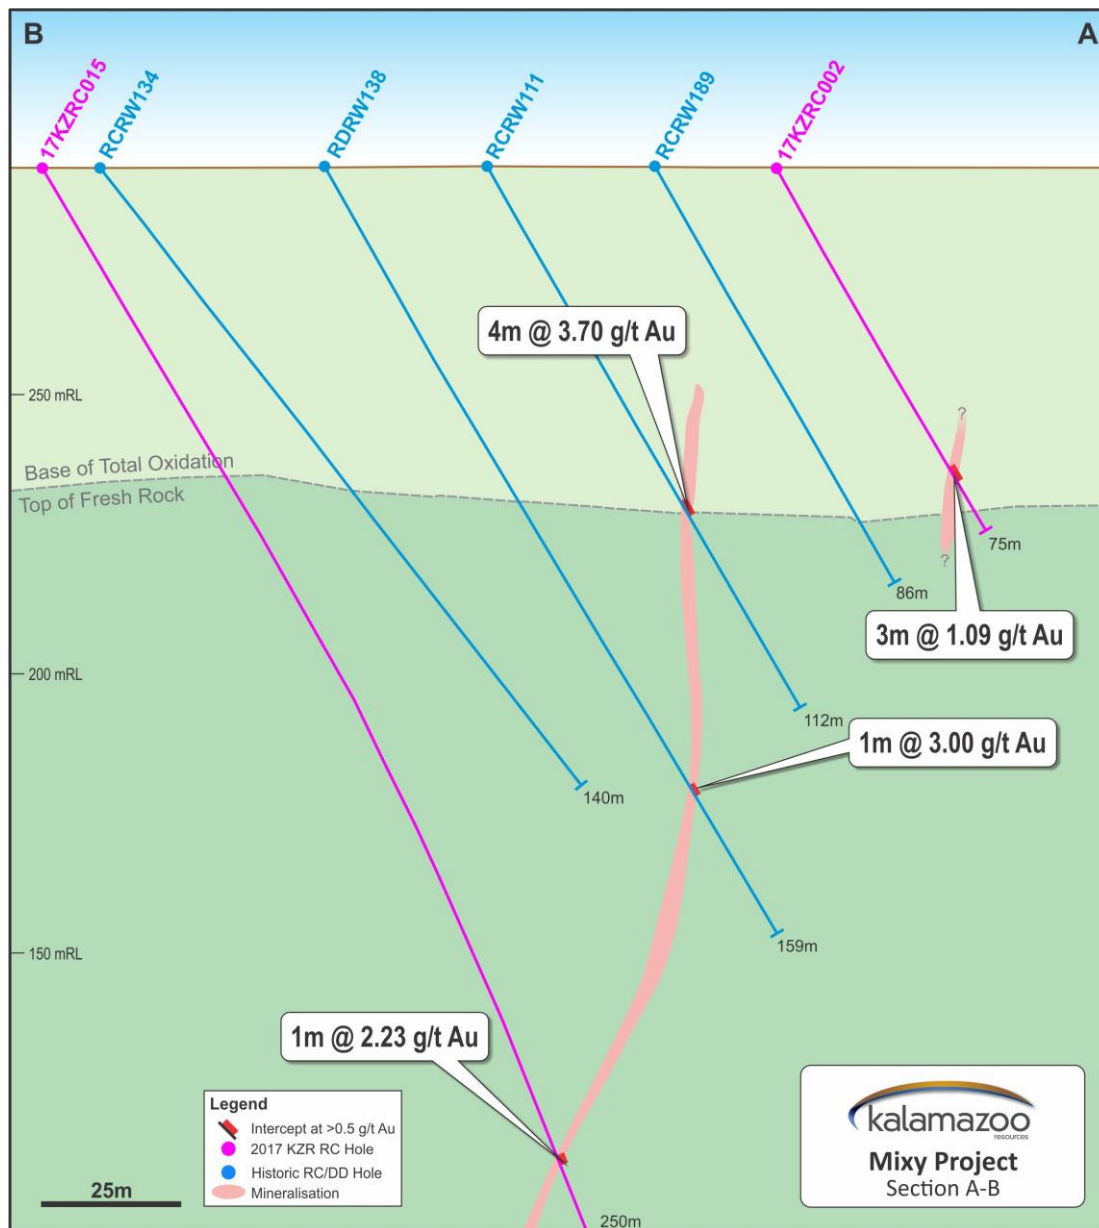 B
A
17KZRC015
RCRW134
RDRW138
RCRW111
RCRW189
17KZRC002
4m @ 3.70 g/t Au
250 mRL
?
Base of Total Oxidation
Top of Fresh Rock
75m
?
86m
3m @ 1.09 g/t Au
200 mRL
112m
1m @ 3.00 g/t Au
140m
159m
150 mRL
1m @ 2.23 g/t Au
Legend
Intercept at >0.5 g/t Au
2017 KZR RC Hole
Historic RC/DD Hole
Mineralisation
25m
250m
kalamazoo
resources
Mixy Project
Section A-B